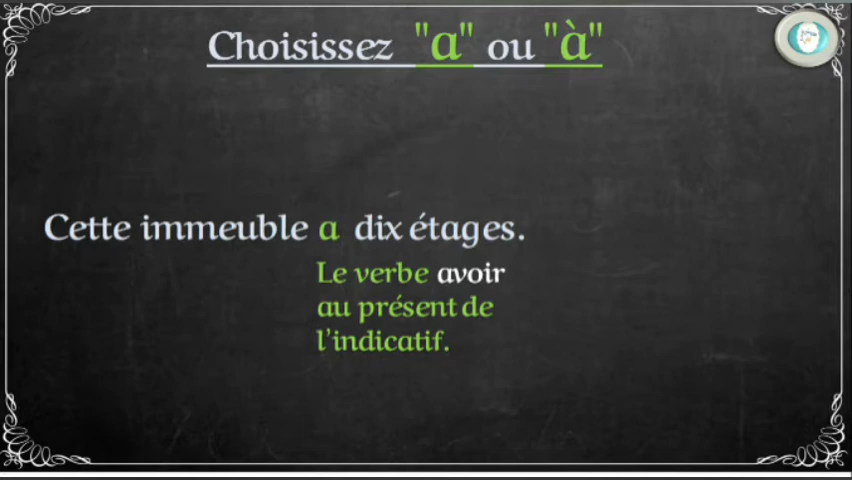 Choisissez "a" ou "à"
Cette immeuble a dix étages.
Le verbe avoir
au présent de
l'indicatif.